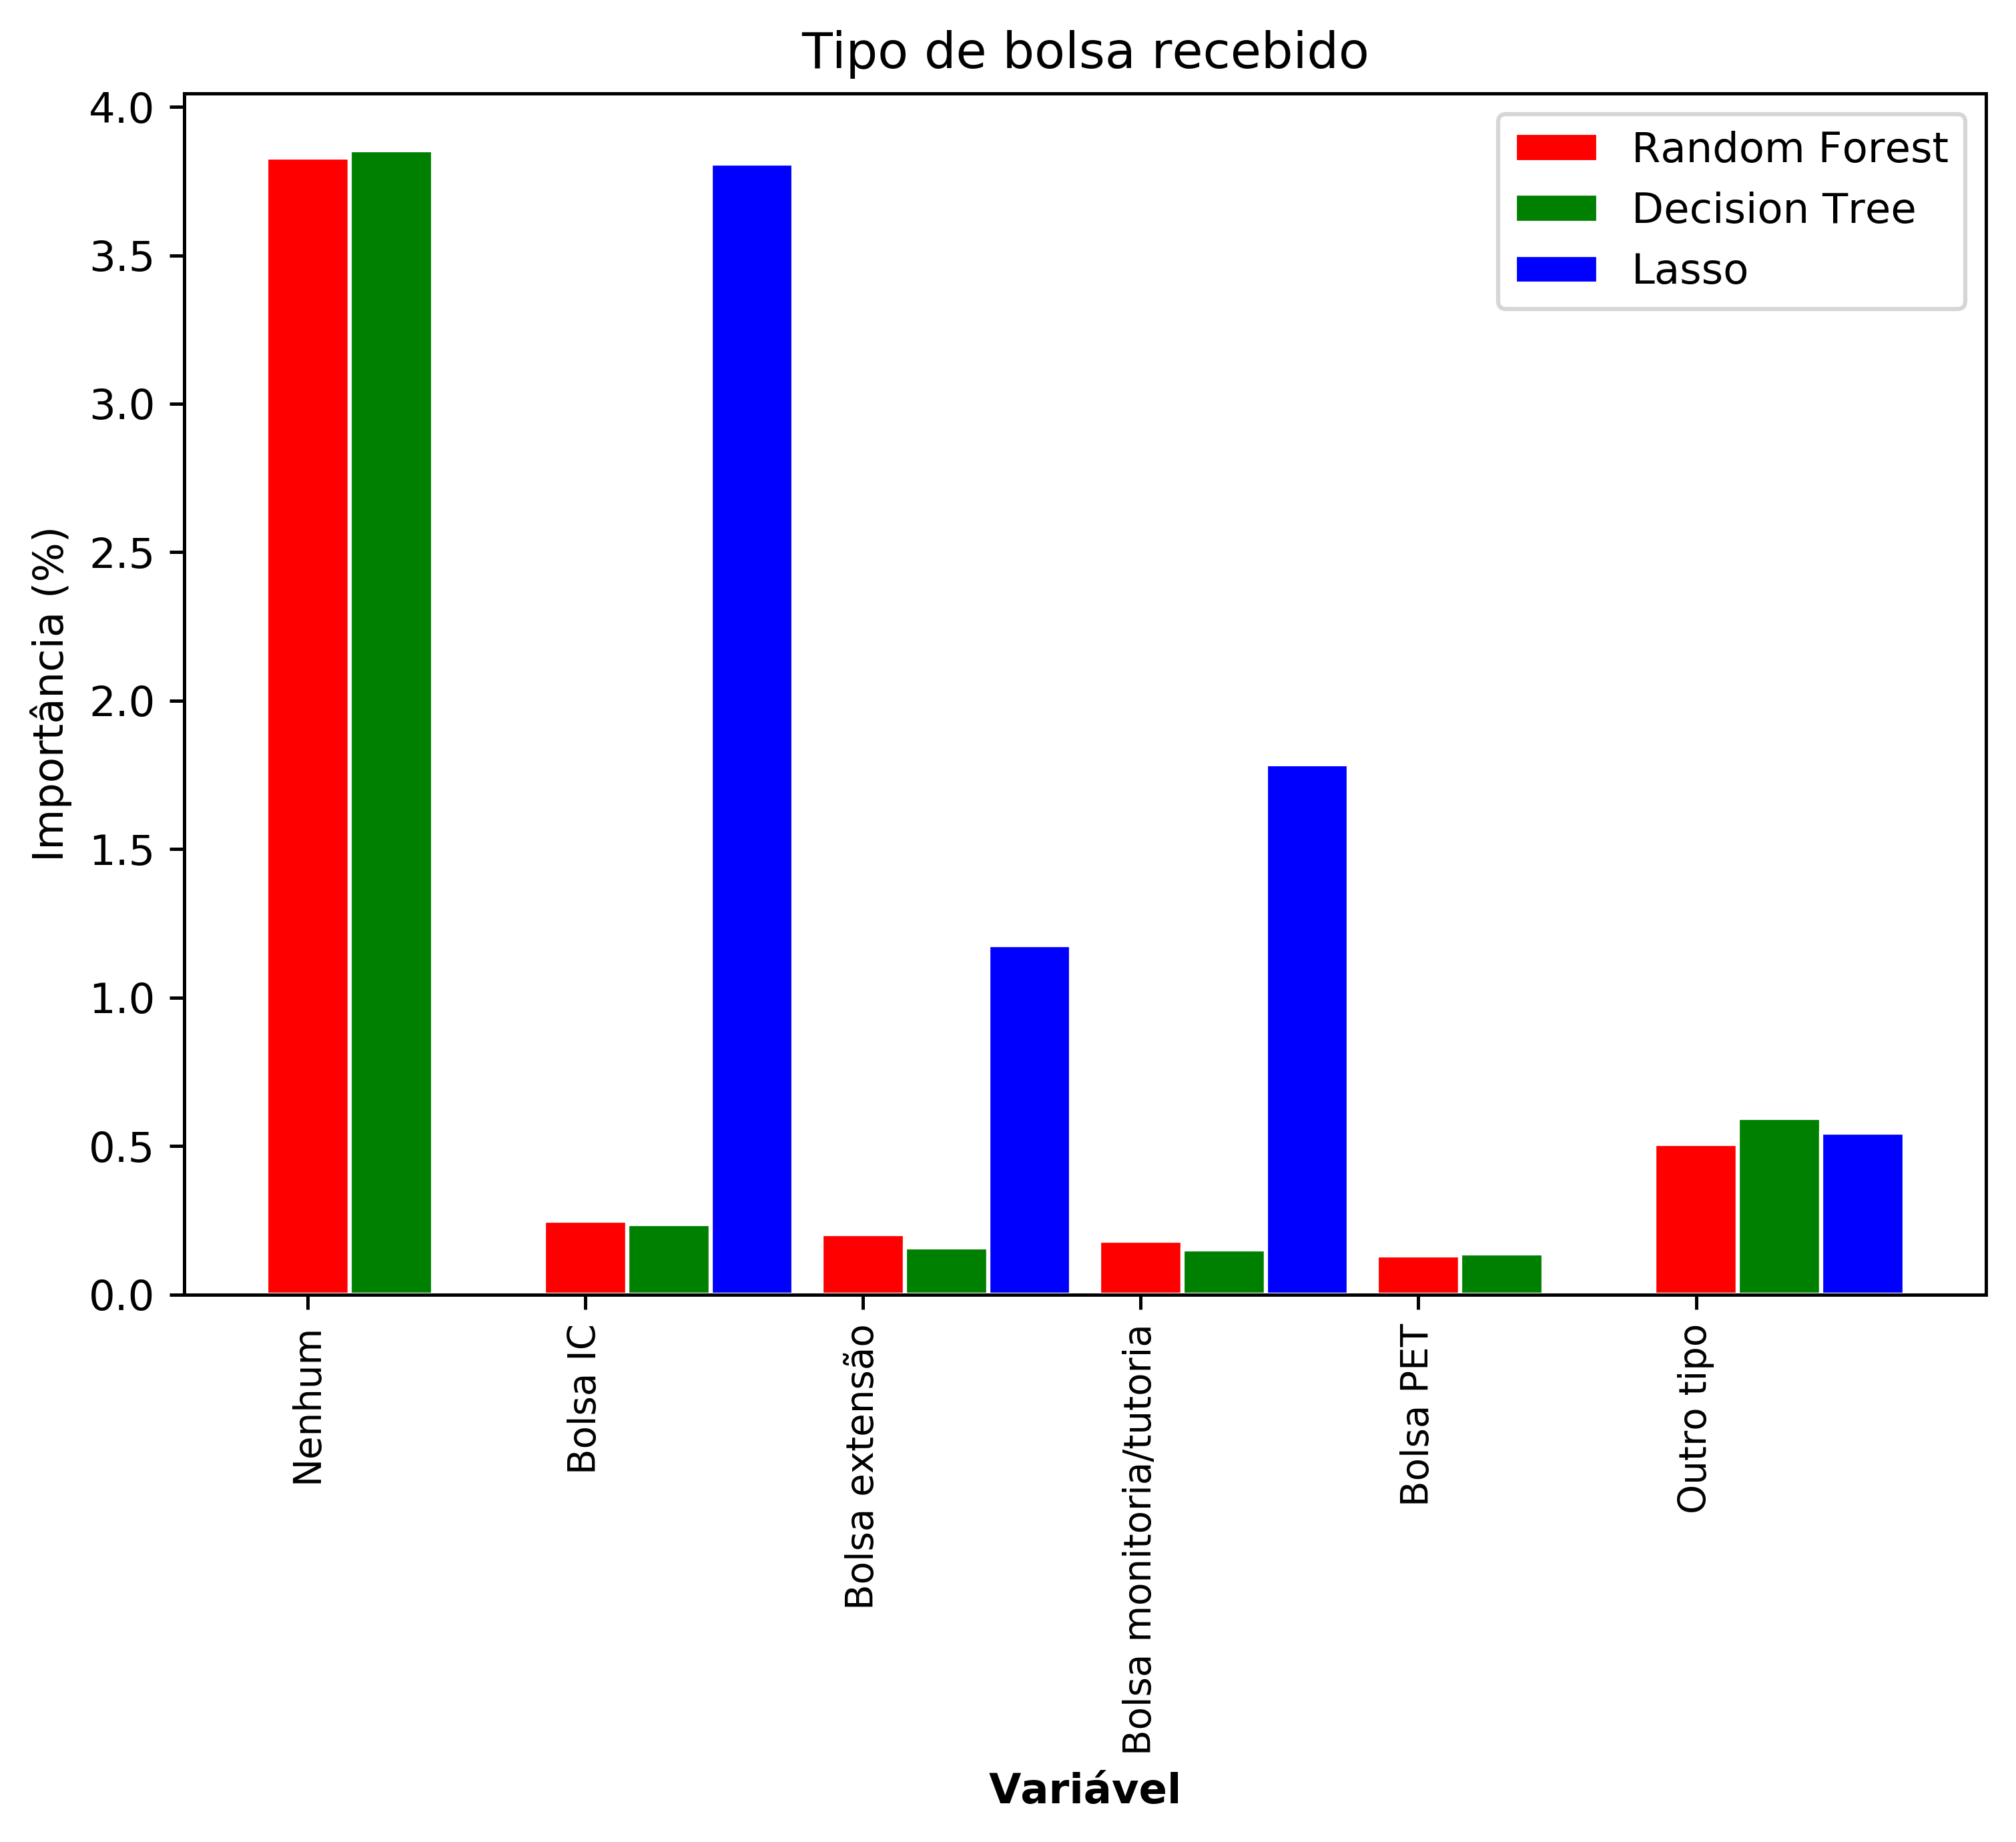 Tipo de bolsa recebido
4.0
3.5
3.0
2.5
2.0
1.5
1.0
0.5
0.0
Importância (%)
Random Forest
Decision Tree
Lasso
Nenhum
Bolsa IC
Bolsa extensão
Bolsa monitoria/tutoria
Bolsa PET
Outro tipo
Variável